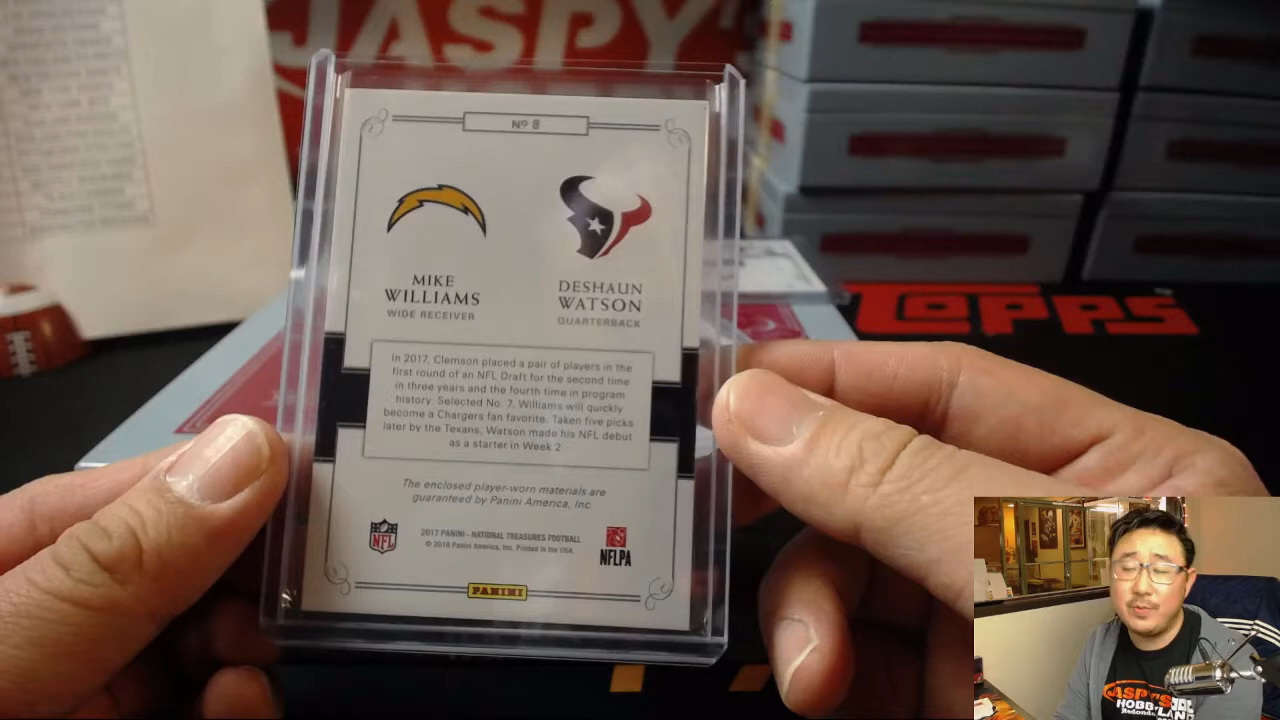 JASPY'S
Nº 8
MIKE
WILLIAMS
WIDE RECEIVER
DESHAUN
WATSON
QUARTERBACK
In 2017, Clemson placed a pair of players in the
first round of an NFL Draft for the second time
in three years and the fourth time in program
history. Selected No. 7, Williams will quickly
become a Chargers fan favorite. Taken five picks
later by the Texans, Watson made his NFL debut
as a starter in Week 2
The enclosed player-worn materials are
guaranteed by Panini America, Inc.
NFL
2017 PANINI - NATIONAL TREASURES FOOTBALL
© 2018 Panini America, Inc. Printed in the USA.
NFLPA
PANINI
TOPPS
JASPY'S
HOBBYLAND
Redondo